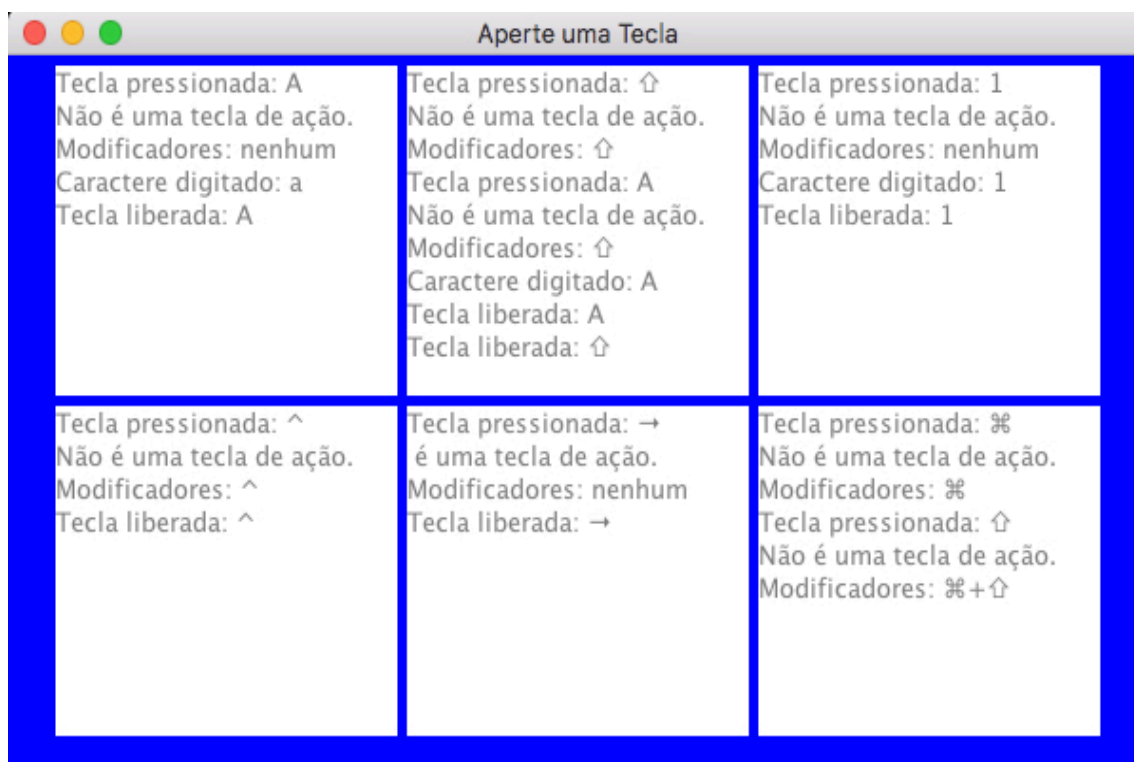 Aperte uma Tecla
Tecla pressionada: A
Não é uma tecla de ação.
Modificadores: nenhum
Caractere digitado: a
Tecla liberada: A
Tecla pressionada: ⇧
Não é uma tecla de ação.
Modificadores: ⇧
Tecla pressionada: A
Não é uma tecla de ação.
Modificadores: ⇧
Caractere digitado: A
Tecla liberada: A
Tecla liberada: ⇧
Tecla pressionada: 1
Não é uma tecla de ação.
Modificadores: nenhum
Caractere digitado: 1
Tecla liberada: 1
Tecla pressionada: ^
Não é uma tecla de ação.
Modificadores: ^
Tecla liberada: ^
Tecla pressionada: →
é uma tecla de ação.
Modificadores: nenhum
Tecla liberada: →
Tecla pressionada: ⌘
Não é uma tecla de ação.
Modificadores: ⌘
Tecla pressionada: ⇧
Não é uma tecla de ação.
Modificadores: ⌘+⇧